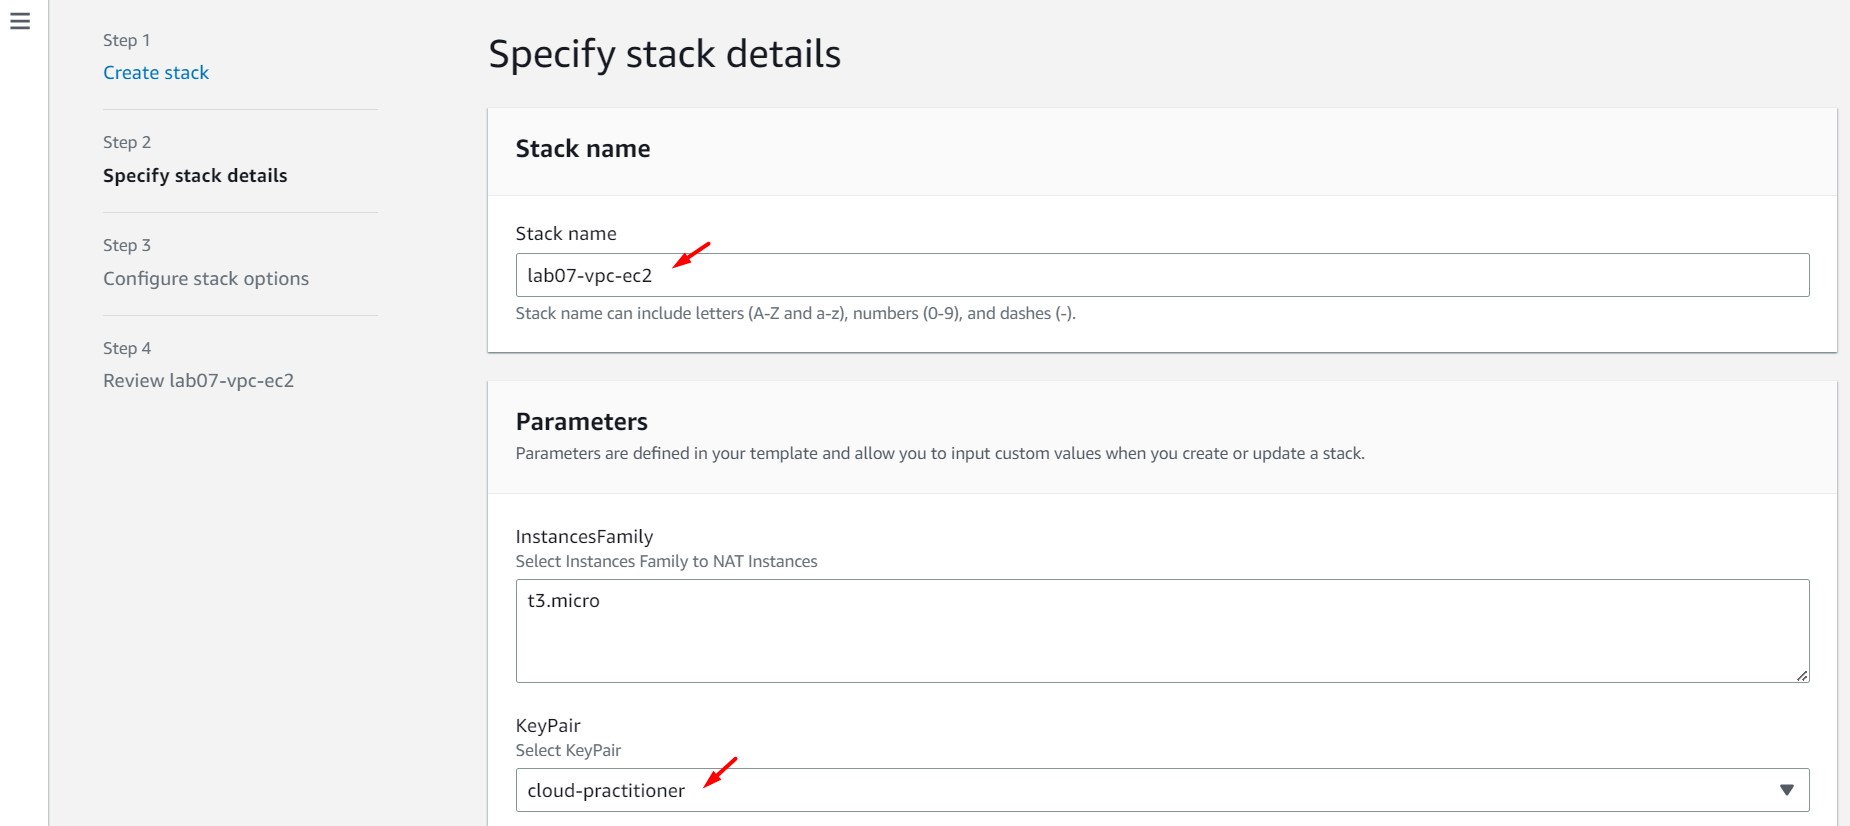 Step 1
Create stack
Step 2
Specify stack details
Step 3
Configure stack options
Step 4
Review lab07-vpc-ec2
Specify stack details
Stack name
Stack name
lab07-vpc-ec2
Stack name can include letters (A-Z and a-z), numbers (0-9), and dashes (-).
Parameters
Parameters are defined in your template and allow you to input custom values when you create or update a stack.
InstancesFamily
Select Instances Family to NAT Instances
t3.micro
KeyPair
Select KeyPair
cloud-practitioner